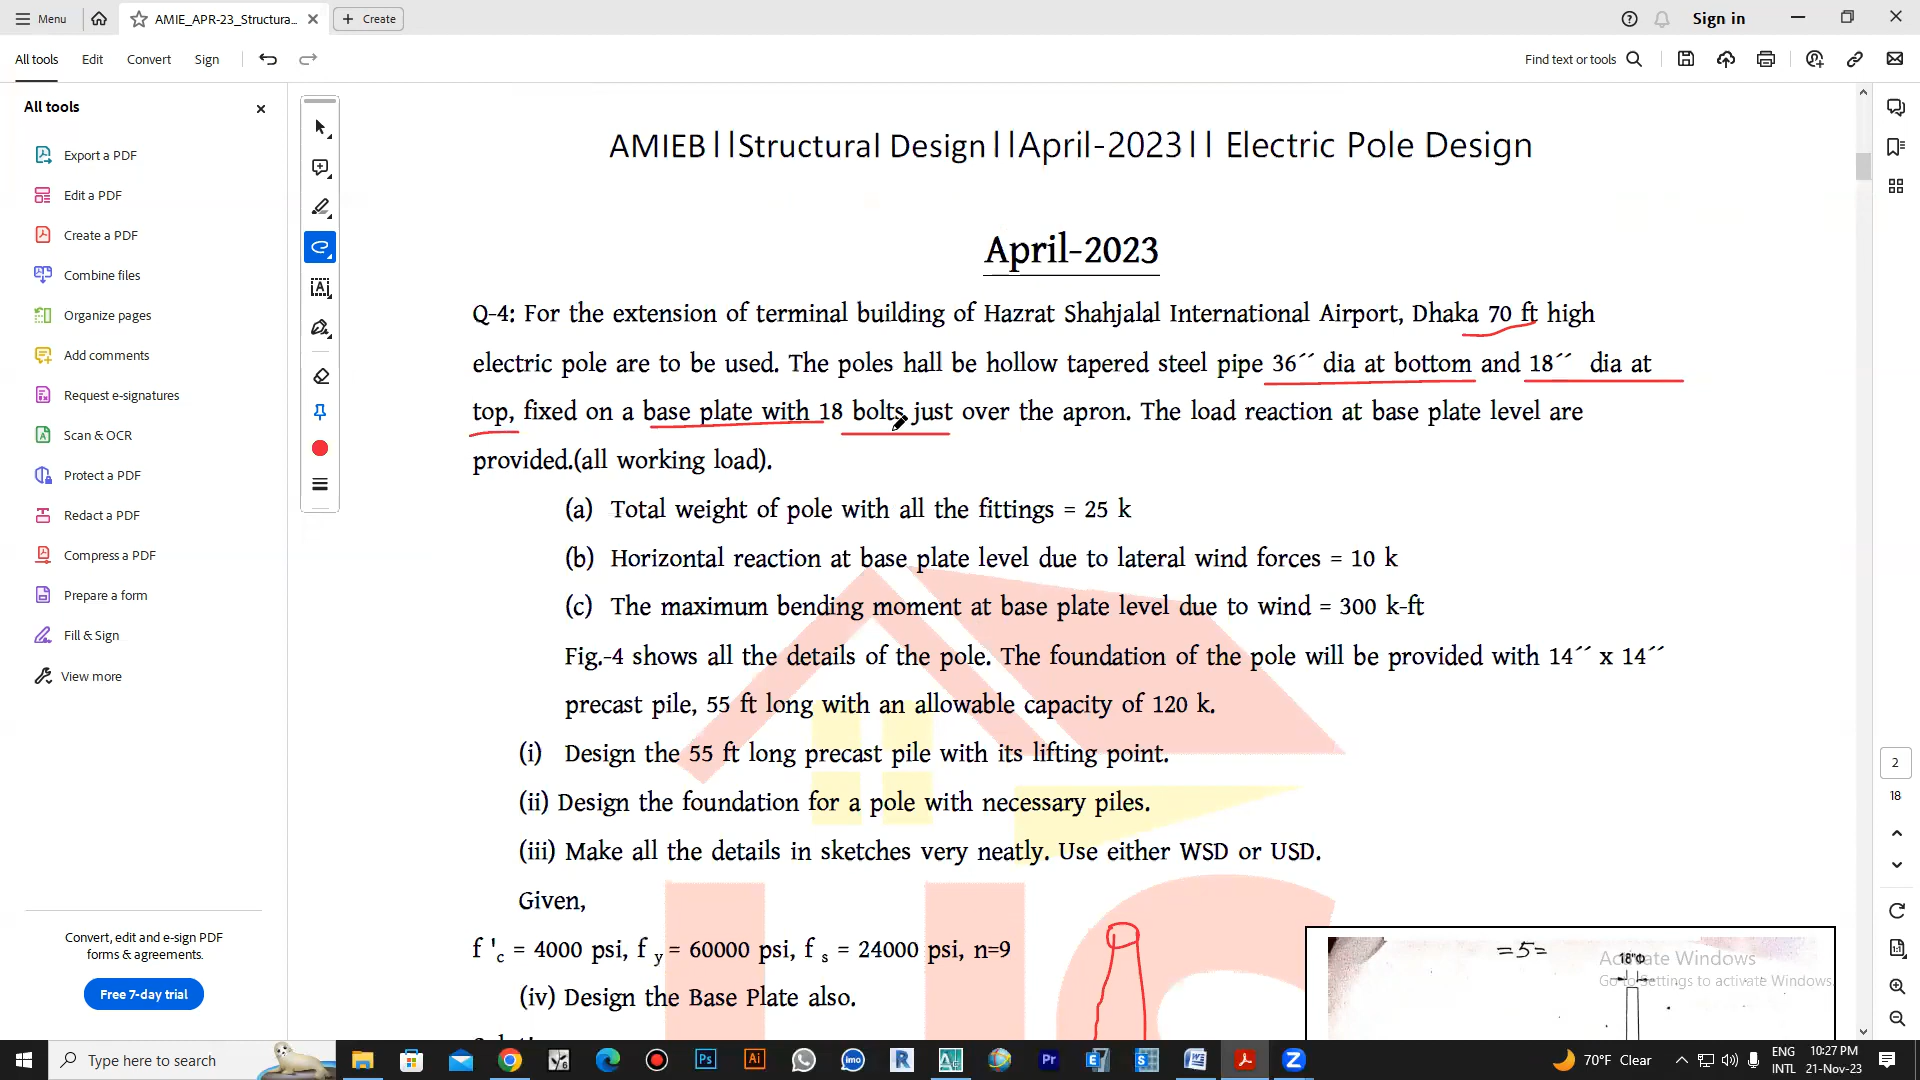 Menu
AMIE_APR-23_Structura...
Create
Sign in
All tools
Edit
Convert
Sign
Find text or tools
All tools
Export a PDF
Edit a PDF
Create a PDF
Combine files
Organize pages
Add comments
Request e-signatures
Scan & OCR
Protect a PDF
Redact a PDF
Compress a PDF
Prepare a form
Fill & Sign
View more
Convert, edit and e-sign PDF
forms & agreements.
Free 7-day trial
AMIEB||Structural Design||April-2023|| Electric Pole Design
April-2023
Q-4: For the extension of terminal building of Hazrat Shahjalal International Airport, Dhaka 70 ft high
electric pole are to be used. The poles hall be hollow tapered steel pipe 36´´ dia at bottom and 18´´ dia at
top, fixed on a base plate with 18 bolts just over the apron. The load reaction at base plate level are
provided.(all working load).
(a) Total weight of pole with all the fittings = 25 k
(b) Horizontal reaction at base plate level due to lateral wind forces = 10 k
(c) The maximum bending moment at base plate level due to wind = 300 k-ft
Fig.-4 shows all the details of the pole. The foundation of the pole will be provided with 14´´ x 14´´
precast pile, 55 ft long with an allowable capacity of 120 k.
(i) Design the 55 ft long precast pile with its lifting point.
(ii) Design the foundation for a pole with necessary piles.
(iii) Make all the details in sketches very neatly. Use either WSD or USD.
Given,
f 'c = 4000 psi, f y = 60000 psi, f s = 24000 psi, n=9
(iv) Design the Base Plate also.
=5=
18"Φ
Activate Windows
Go to Settings to activate Windows.
2
18
Type here to search
70°F Clear
ENG
INTL
10:27 PM
21-Nov-23